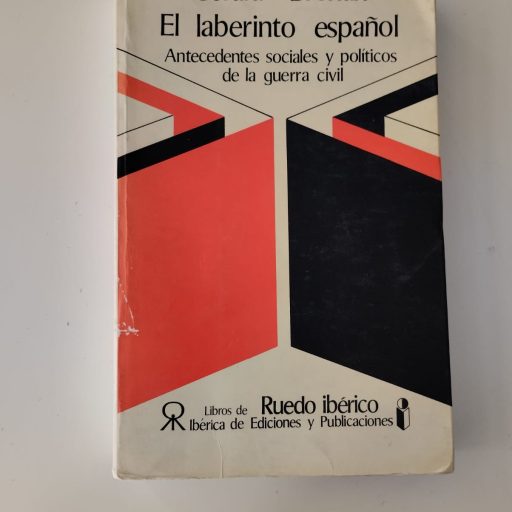 El laberinto español
Antecedentes sociales y políticos
de la guerra civil
Libros de Ruedo ibérico
Ibérica de Ediciones y Publicaciones